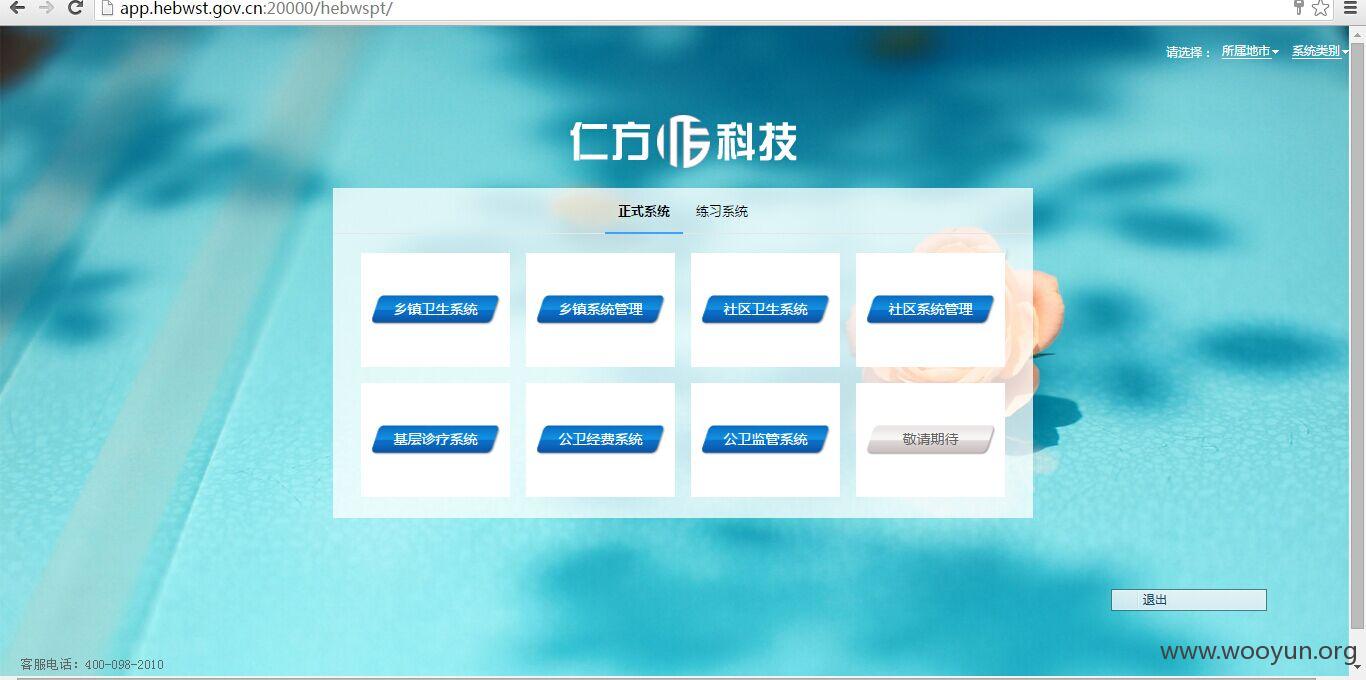 app.hebwst.gov.cn:20000/hebwspt/
请选择： 所属地市 系统类别
仁方 科技
正式系统 练习系统
乡镇卫生系统 乡镇系统管理 社区卫生系统 社区系统管理
基层诊疗系统 公卫经费系统 公卫监管系统 敬请期待
退出
www.wooyun.org
客服电话：400-098-2010